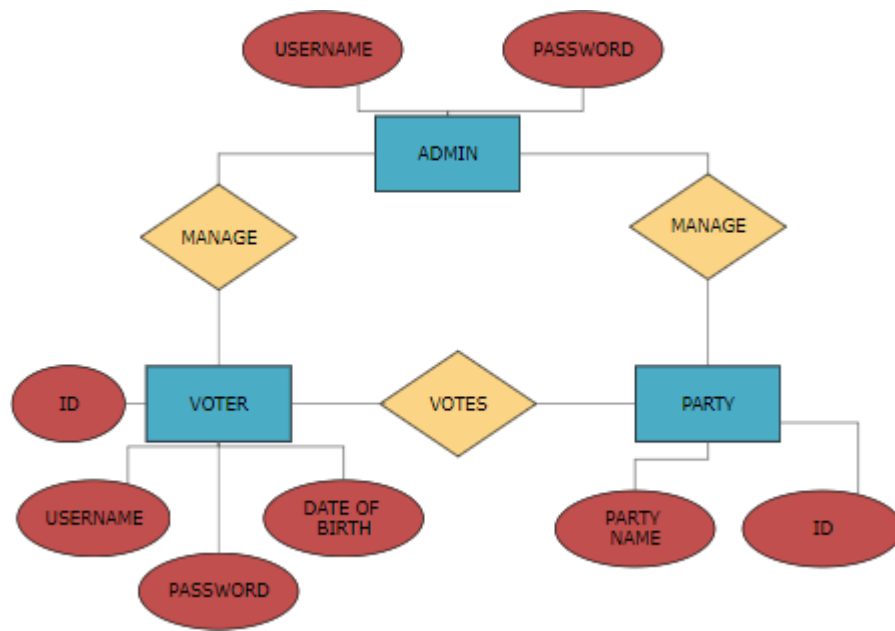 USERNAME
PASSWORD
ADMIN
MANAGE
MANAGE
ID
VOTER
VOTES
PARTY
USERNAME
DATE OF
BIRTH
PASSWORD
PARTY
NAME
ID